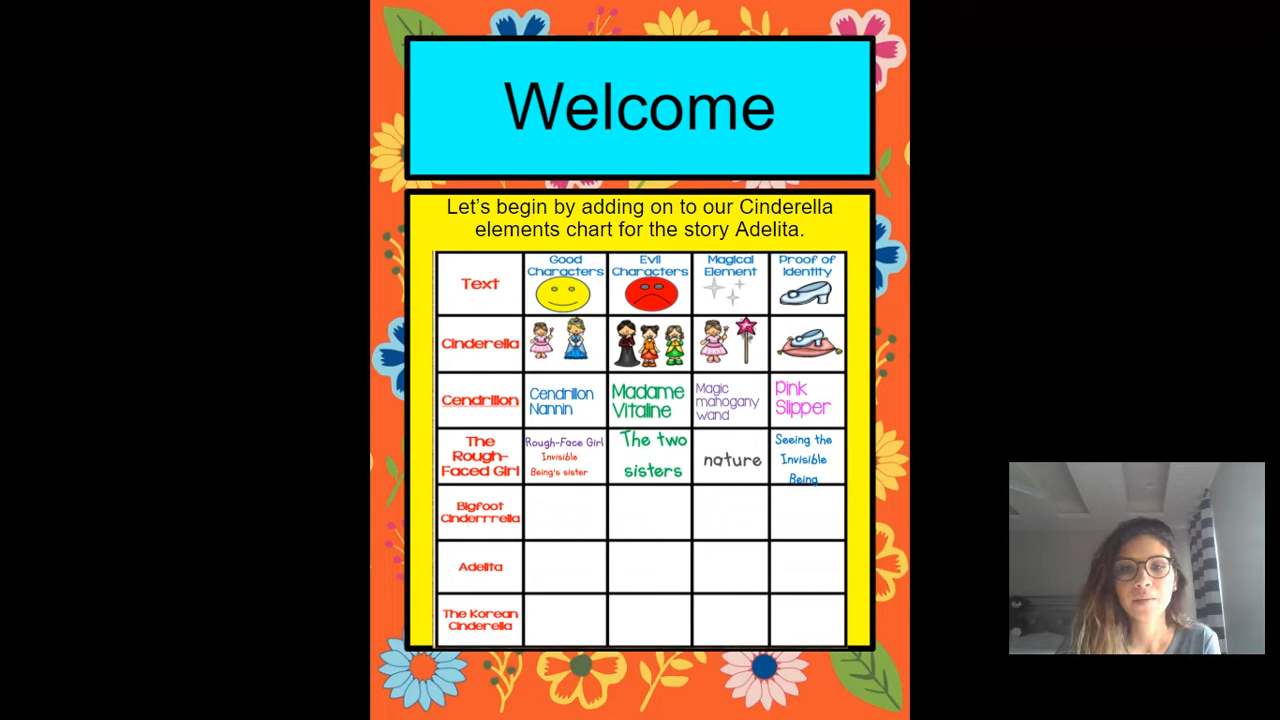 Welcome
Let's begin by adding on to our Cinderella
elements chart for the story Adelita.
Text
Good
Characters
Evil
Characters
Magical
Element
Proof of
Identity
Cinderella
Cendrillon
Cendrillon
Nannin
Madame
Vitaline
Magic
mahogany
wand
Pink
Slipper
The
Rough-
Faced Girl
Rough-Face Girl
Invisible
Being's sister
The two
sisters
nature
Seeing the
Invisible
Being
Bigfoot
Cinderrrella
Adelita
The Korean
Cinderella